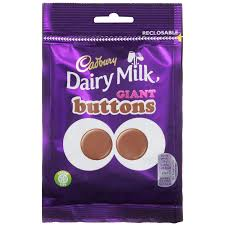 RECLOSABLE
Cadbury
Dairy Milk
GIANT
buttons